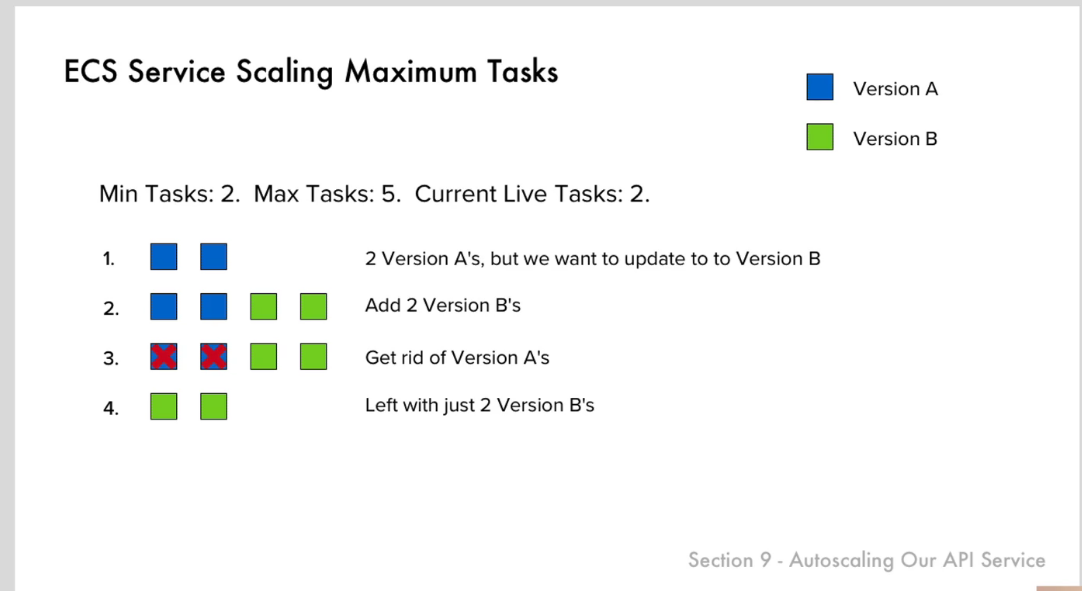 ECS Service Scaling Maximum Tasks
Version A
Version B
Min Tasks: 2. Max Tasks: 5. Current Live Tasks: 2.
1. 2 Version A's, but we want to update to to Version B
2. Add 2 Version B's
3. Get rid of Version A's
4. Left with just 2 Version B's
Section 9 - Autoscaling Our API Service